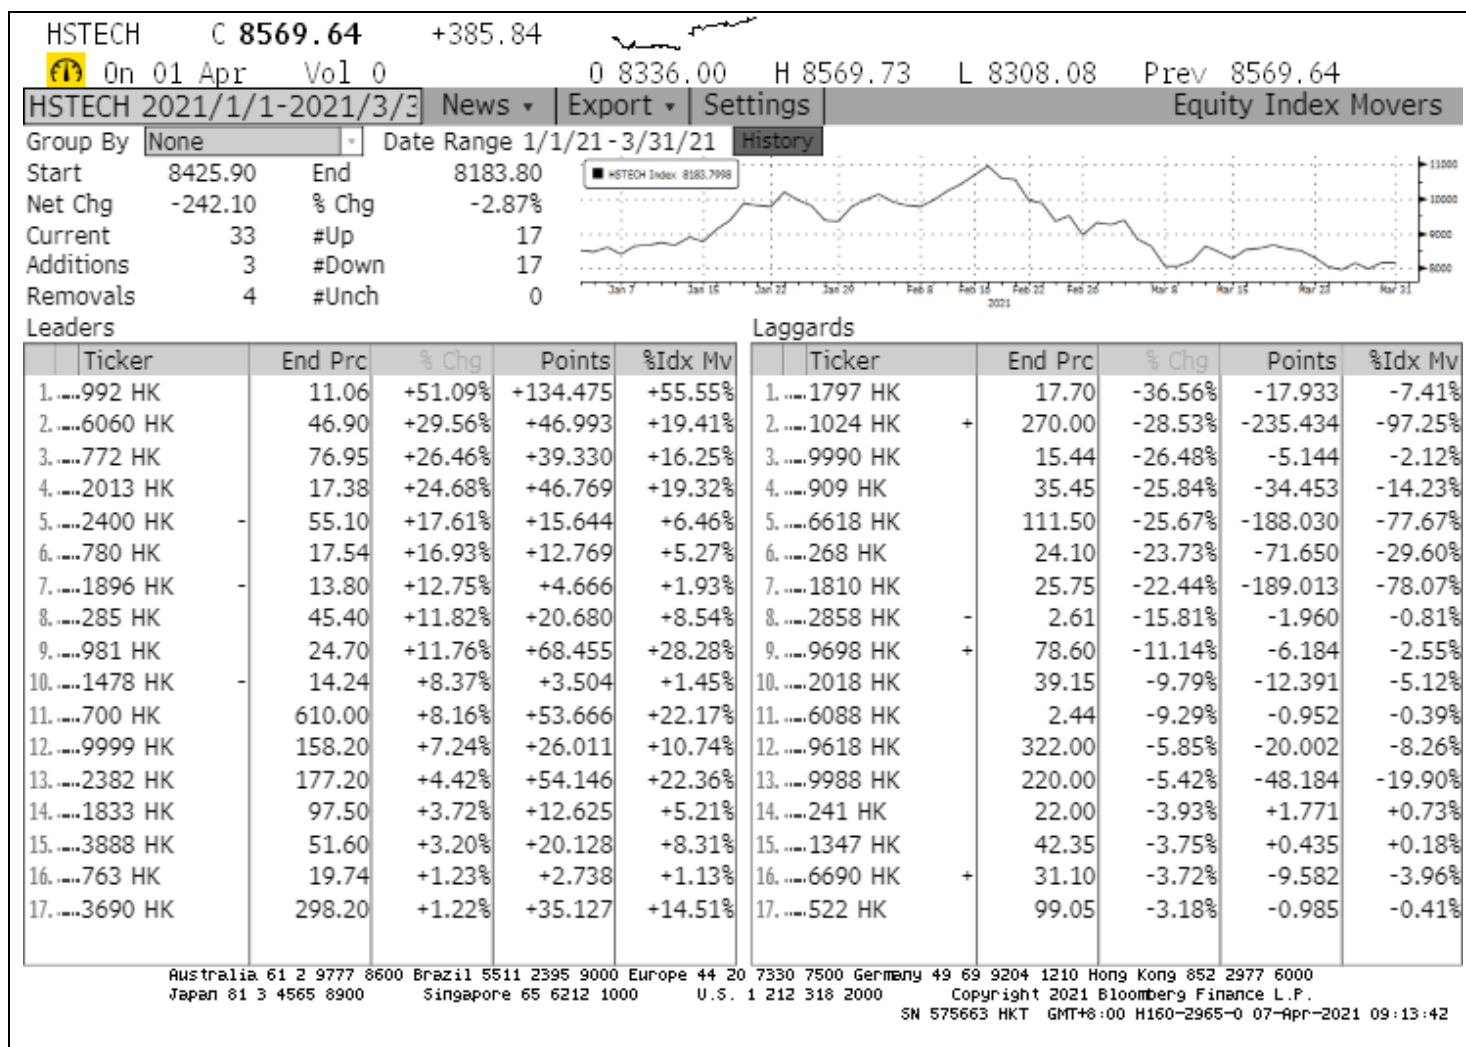 HSTECH C 8569.64 +385.84
On 01 Apr Vol 0 O 8336.00 H 8569.73 L 8308.08 Prev 8569.64
HSTECH 2021/1/1-2021/3/3 News Export Settings Equity Index Movers
Group By None Date Range 1/1/21-3/31/21 History
Start 8425.90 End 8183.80
Net Chg -242.10 % Chg -2.87%
Current 33 #Up 17
Additions 3 #Down 17
Removals 4 #Unch 0
HSTECH Index 8183.7998
11000
10000
9000
8000
Jan 7 Jan 15 Jan 22 Jan 29 Feb 8 Feb 16 Feb 22 Feb 26 Mar 8 Mar 15 Mar 23 Mar 31
2021
Leaders Laggards
Ticker End Prc % Chg Points %Idx Mv Ticker End Prc % Chg Points %Idx Mv
1. 992 HK 11.06 +51.09% +134.475 +55.55% 1. 1797 HK 17.70 -36.56% -17.933 -7.41%
2. 6060 HK 46.90 +29.56% +46.993 +19.41% 2. 1024 HK + 270.00 -28.53% -235.434 -97.25%
3. 772 HK 76.95 +26.46% +39.330 +16.25% 3. 9990 HK 15.44 -26.48% -5.144 -2.12%
4. 2013 HK 17.38 +24.68% +46.769 +19.32% 4. 909 HK 35.45 -25.84% -34.453 -14.23%
5. 2400 HK - 55.10 +17.61% +15.644 +6.46% 5. 6618 HK 111.50 -25.67% -188.030 -77.67%
6. 780 HK 17.54 +16.93% +12.769 +5.27% 6. 268 HK 24.10 -23.73% -71.650 -29.60%
7. 1896 HK - 13.80 +12.75% +4.666 +1.93% 7. 1810 HK 25.75 -22.44% -189.013 -78.07%
8. 285 HK 45.40 +11.82% +20.680 +8.54% 8. 2858 HK - 2.61 -15.81% -1.960 -0.81%
9. 981 HK 24.70 +11.76% +68.455 +28.28% 9. 9698 HK + 78.60 -11.14% -6.184 -2.55%
10. 1478 HK - 14.24 +8.37% +3.504 +1.45% 10. 2018 HK 39.15 -9.79% -12.391 -5.12%
11. 700 HK 610.00 +8.16% +53.666 +22.17% 11. 6088 HK 2.44 -9.29% -0.952 -0.39%
12. 9999 HK 158.20 +7.24% +26.011 +10.74% 12. 9618 HK 322.00 -5.85% -20.002 -8.26%
13. 2382 HK 177.20 +4.42% +54.146 +22.36% 13. 9988 HK 220.00 -5.42% -48.184 -19.90%
14. 1833 HK 97.50 +3.72% +12.625 +5.21% 14. 241 HK 22.00 -3.93% +1.771 +0.73%
15. 3888 HK 51.60 +3.20% +20.128 +8.31% 15. 1347 HK 42.35 -3.75% +0.435 +0.18%
16. 763 HK 19.74 +1.23% +2.738 +1.13% 16. 6690 HK + 31.10 -3.72% -9.582 -3.96%
17. 3690 HK 298.20 +1.22% +35.127 +14.51% 17. 522 HK 99.05 -3.18% -0.985 -0.41%
Australia 61 2 9777 8600 Brazil 5511 2395 9000 Europe 44 20 7330 7500 Germany 49 69 9204 1210 Hong Kong 852 2977 6000
Japan 81 3 4565 8900 Singapore 65 6212 1000 U.S. 1 212 318 2000 Copyright 2021 Bloomberg Finance L.P.
SN 575663 HKT GMT+8:00 H160-2965-0 07-Apr-2021 09:13:42